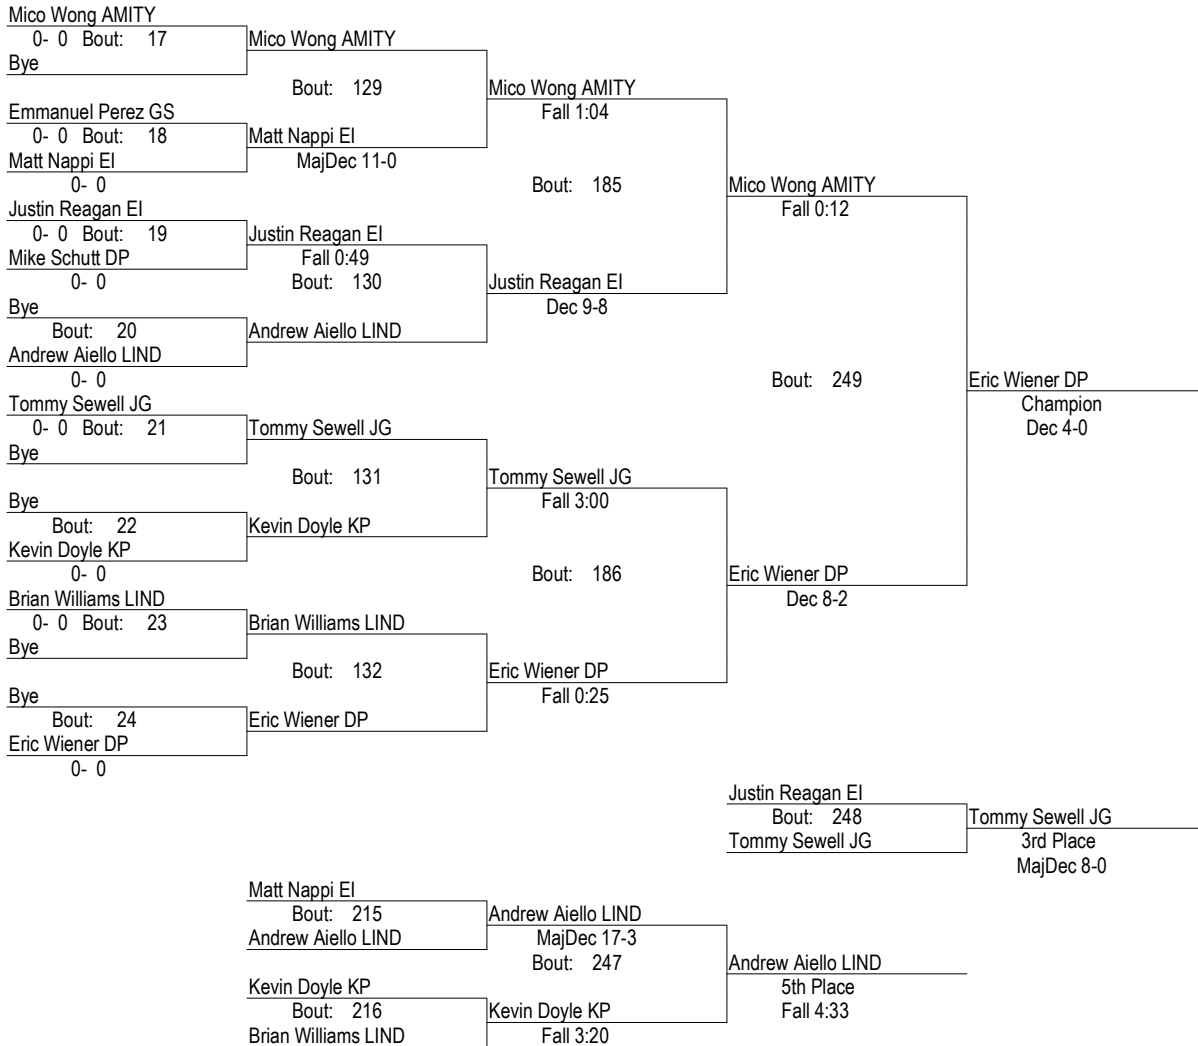 Mico Wong AMITY
0- 0 Bout: 17
Bye
Mico Wong AMITY
Bout: 129
Emmanuel Perez GS
0- 0 Bout: 18
Matt Nappi EI
0- 0
Matt Nappi EI
MajDec 11-0
Mico Wong AMITY
Fall 1:04
Bout: 185
Justin Reagan EI
0- 0 Bout: 19
Mike Schutt DP
0- 0
Justin Reagan EI
Fall 0:49
Bout: 130
Bye
Bout: 20
Andrew Aiello LIND
0- 0
Andrew Aiello LIND
Justin Reagan EI
Dec 9-8
Mico Wong AMITY
Fall 0:12
Bout: 249
Tommy Sewell JG
0- 0 Bout: 21
Bye
Tommy Sewell JG
Bout: 131
Bye
Bout: 22
Kevin Doyle KP
0- 0
Kevin Doyle KP
Tommy Sewell JG
Fall 3:00
Bout: 186
Brian Williams LIND
0- 0 Bout: 23
Bye
Brian Williams LIND
Bout: 132
Bye
Bout: 24
Eric Wiener DP
0- 0
Eric Wiener DP
Eric Wiener DP
Fall 0:25
Eric Wiener DP
Dec 8-2
Eric Wiener DP
Champion
Dec 4-0
Justin Reagan EI
Bout: 248
Tommy Sewell JG
Tommy Sewell JG
3rd Place
MajDec 8-0
Matt Nappi EI
Bout: 215
Andrew Aiello LIND
Andrew Aiello LIND
MajDec 17-3
Bout: 247
Kevin Doyle KP
Bout: 216
Brian Williams LIND
Kevin Doyle KP
Fall 3:20
Andrew Aiello LIND
5th Place
Fall 4:33